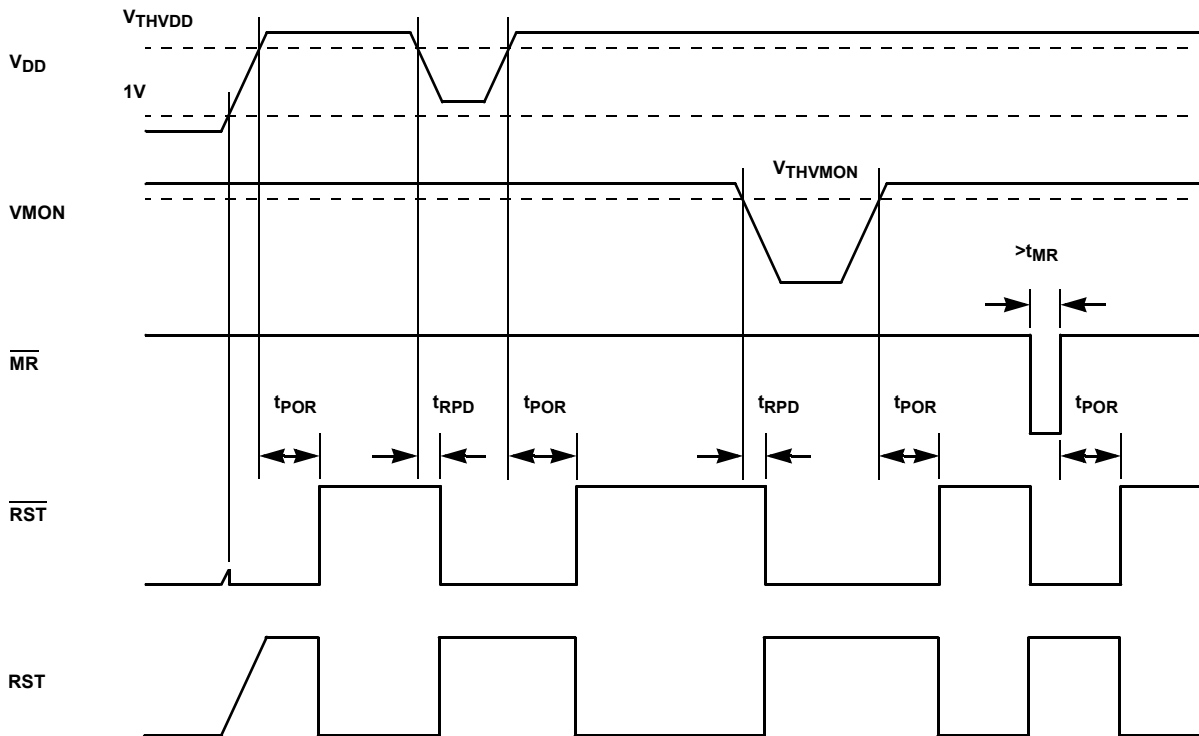 VTHVDD
VDD
1V
VTHVMON
VMON
>tMR
MR
tPOR tRPD tPOR tRPD tPOR tPOR
RST
RST